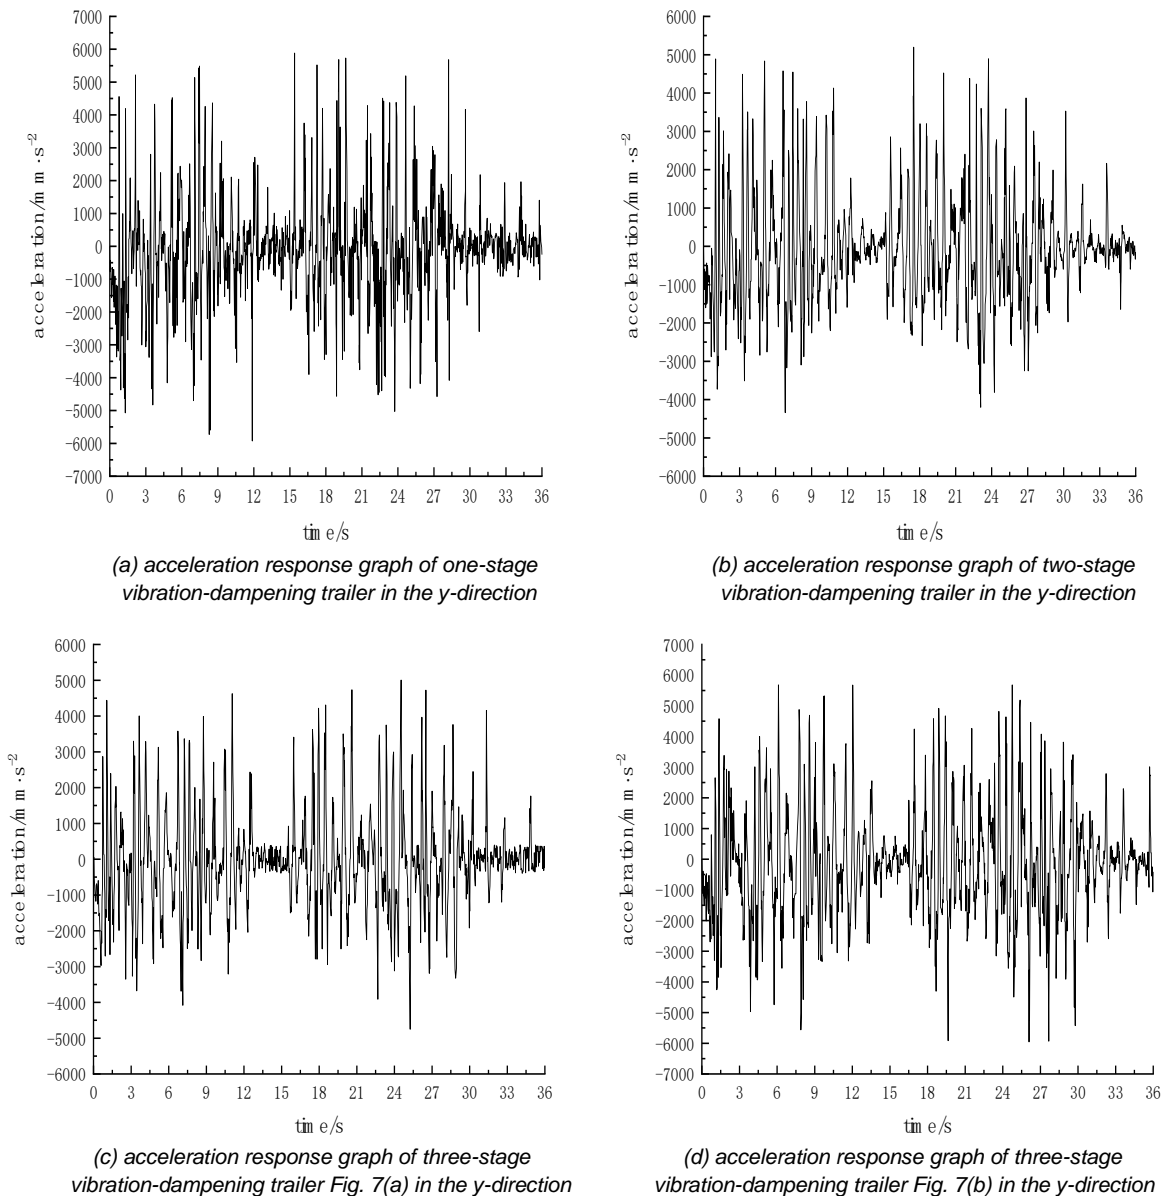 7000
6000
5000
4000
3000
2000
1000
0
−1000
−2000
−3000
−4000
−5000
−6000
−7000
acceleration/mm·s−2
0 3 6 9 12 15 18 21 24 27 30 33 36
time/s
(a) acceleration response graph of one-stage
vibration-dampening trailer in the y-direction
6000
5000
4000
3000
2000
1000
0
−1000
−2000
−3000
−4000
−5000
−6000
acceleration/mm·s−2
0 3 6 9 12 15 18 21 24 27 30 33 36
time/s
(b) acceleration response graph of two-stage
vibration-dampening trailer in the y-direction
6000
5000
4000
3000
2000
1000
0
−1000
−2000
−3000
−4000
−5000
−6000
acceleration/mm·s−2
0 3 6 9 12 15 18 21 24 27 30 33 36
time/s
(c) acceleration response graph of three-stage
vibration-dampening trailer Fig. 7(a) in the y-direction
7000
6000
5000
4000
3000
2000
1000
0
−1000
−2000
−3000
−4000
−5000
−6000
−7000
acceleration/mm·s−2
0 3 6 9 12 15 18 21 24 27 30 33 36
time/s
(d) acceleration response graph of three-stage
vibration-dampening trailer Fig. 7(b) in the y-direction